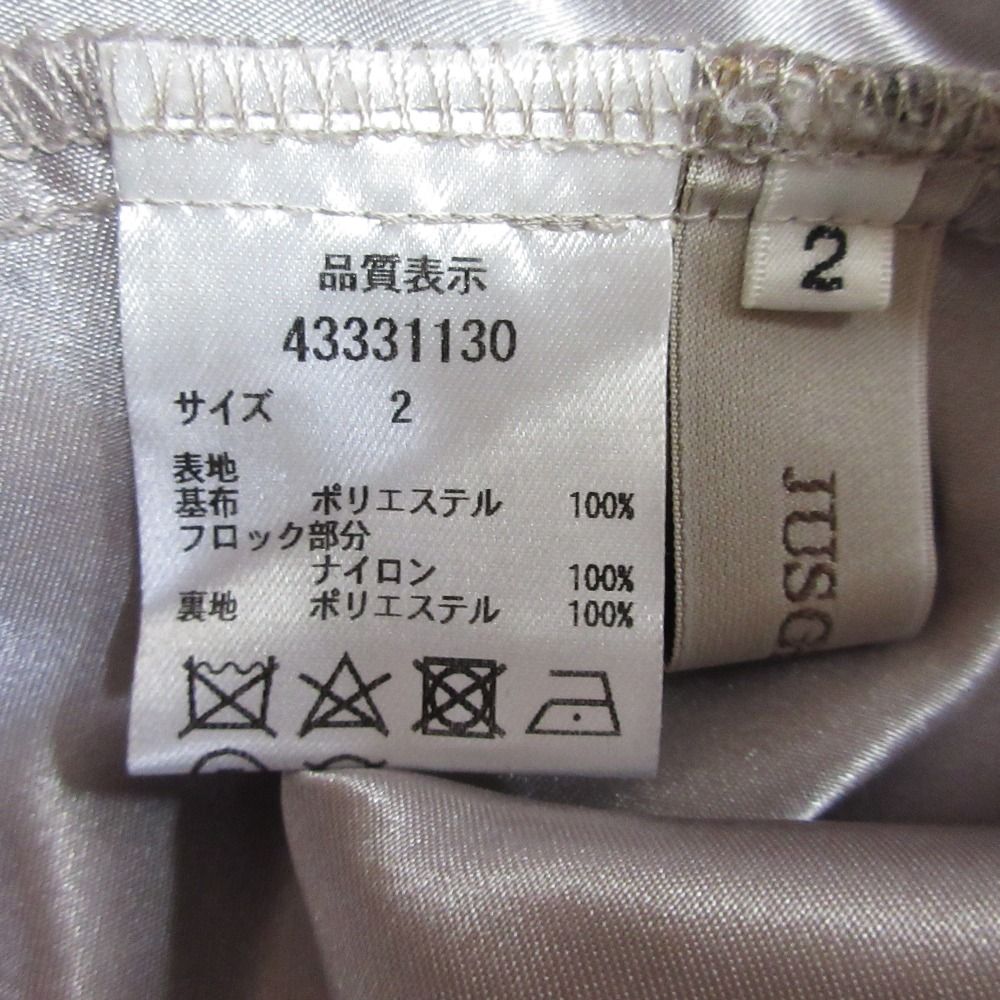 品質表示
43331130
サイズ 2
表地
基布 ポリエステル 100%
フロック部分
ナイロン 100%
裏地 ポリエステル 100%
2